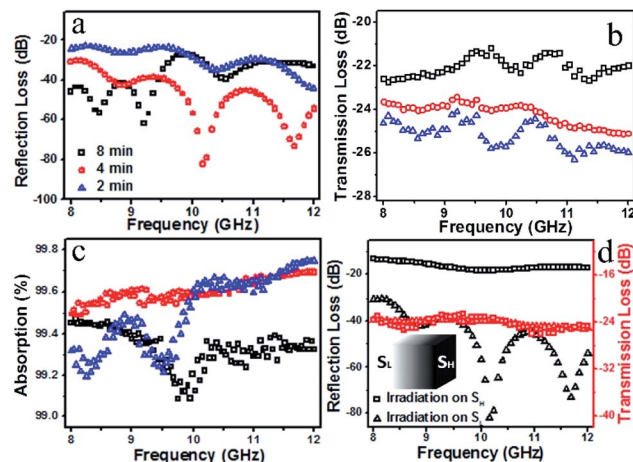 a
Reflection Loss (dB)
-20
-40
-60
-80
-100
8 min
4 min
2 min
8 9 10 11 12
Frequency (GHz)
b
Transmission Loss (dB)
-20
-22
-24
-26
-28
8 9 10 11 12
Frequency (GHz)
c
Absorption (%)
99.8
99.6
99.4
99.2
99.0
8 9 10 11 12
Frequency (GHz)
d
Reflection Loss (dB)
-20
-40
-60
-80
Transmission Loss (dB)
-16
-24
-32
-40
SL
SH
Irradiation on SH
Irradiation on S
8 9 10 11 12
Frequency (GHz)